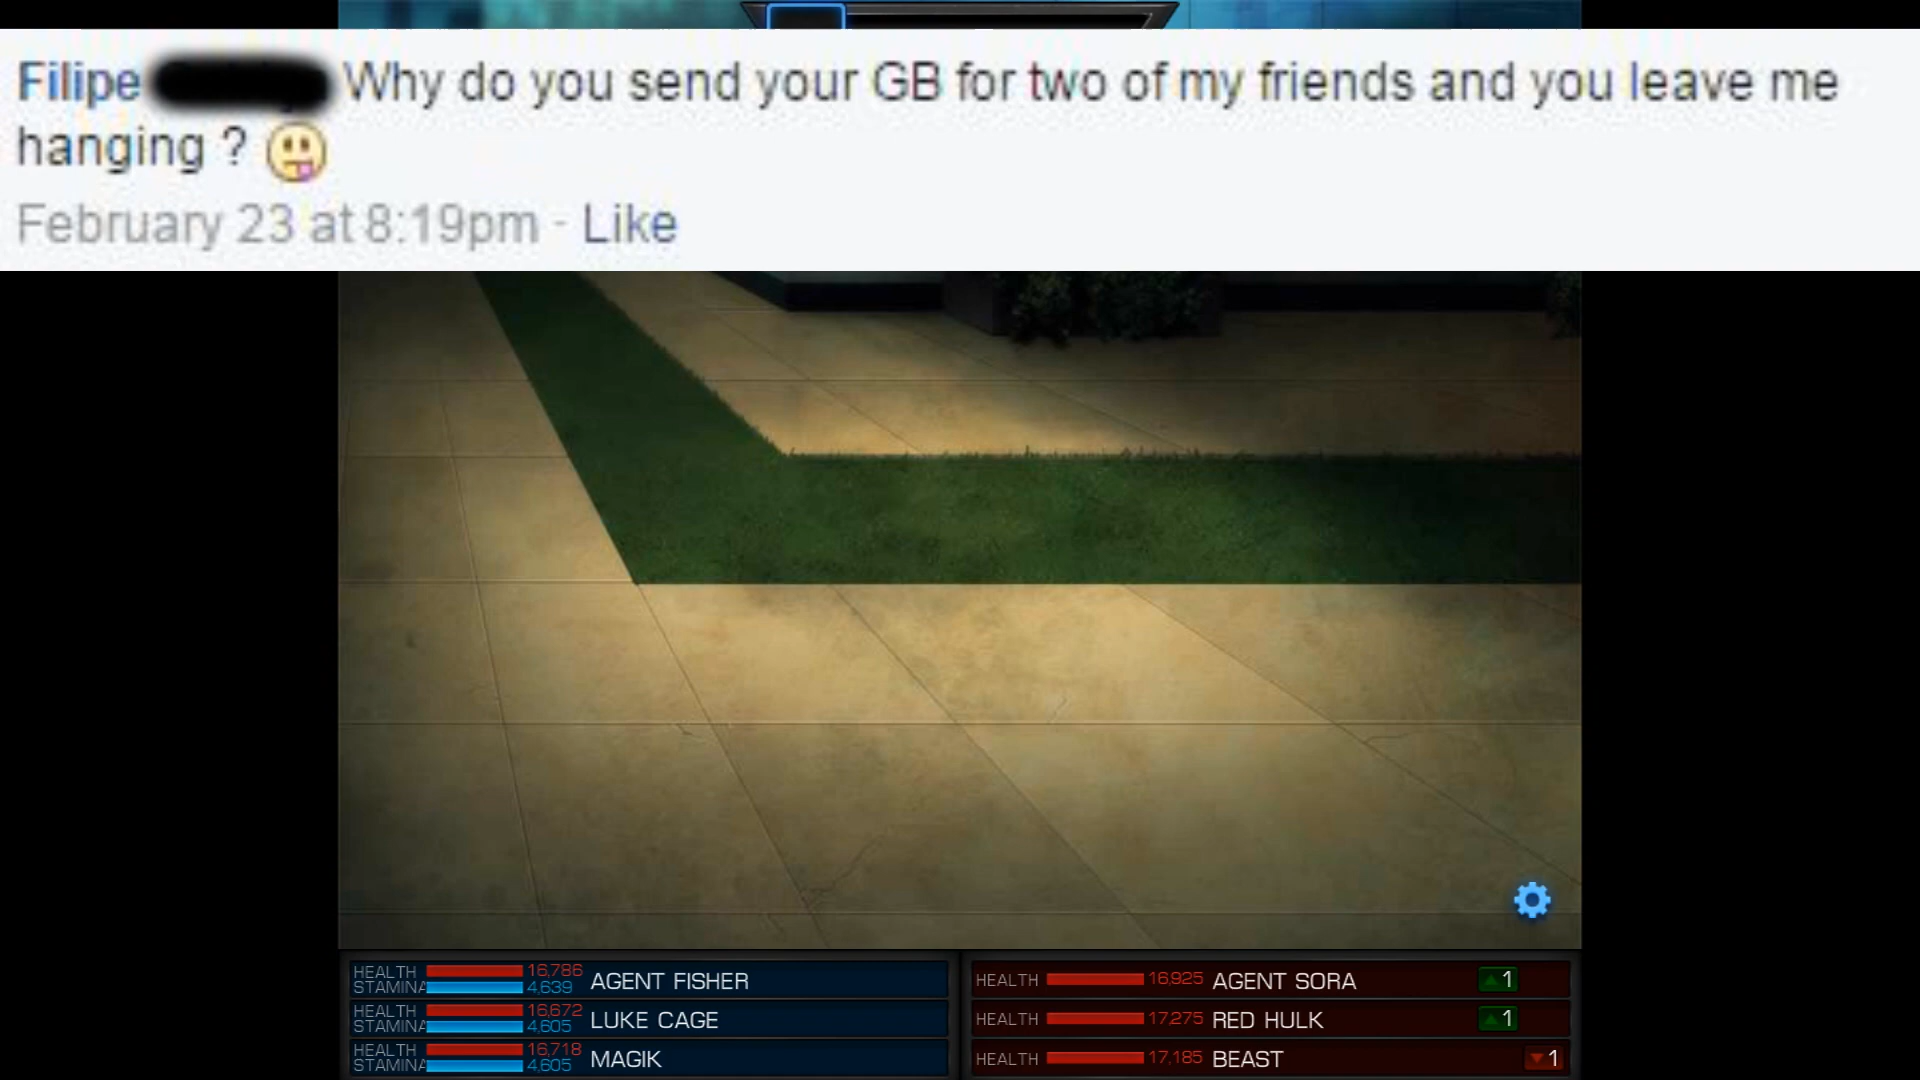 Filipe Why do you send your GB for two of my friends and you leave me
hanging ?
February 23 at 8:19pm - Like
HEALTH 16,786 AGENT FISHER
STAMINA 4,639
HEALTH 16,672 LUKE CAGE
STAMINA 4,605
HEALTH 16,718 MAGIK
STAMINA 4,605
HEALTH 16,925 AGENT SORA 1
HEALTH 17,275 RED HULK 1
HEALTH 17,185 BEAST 1